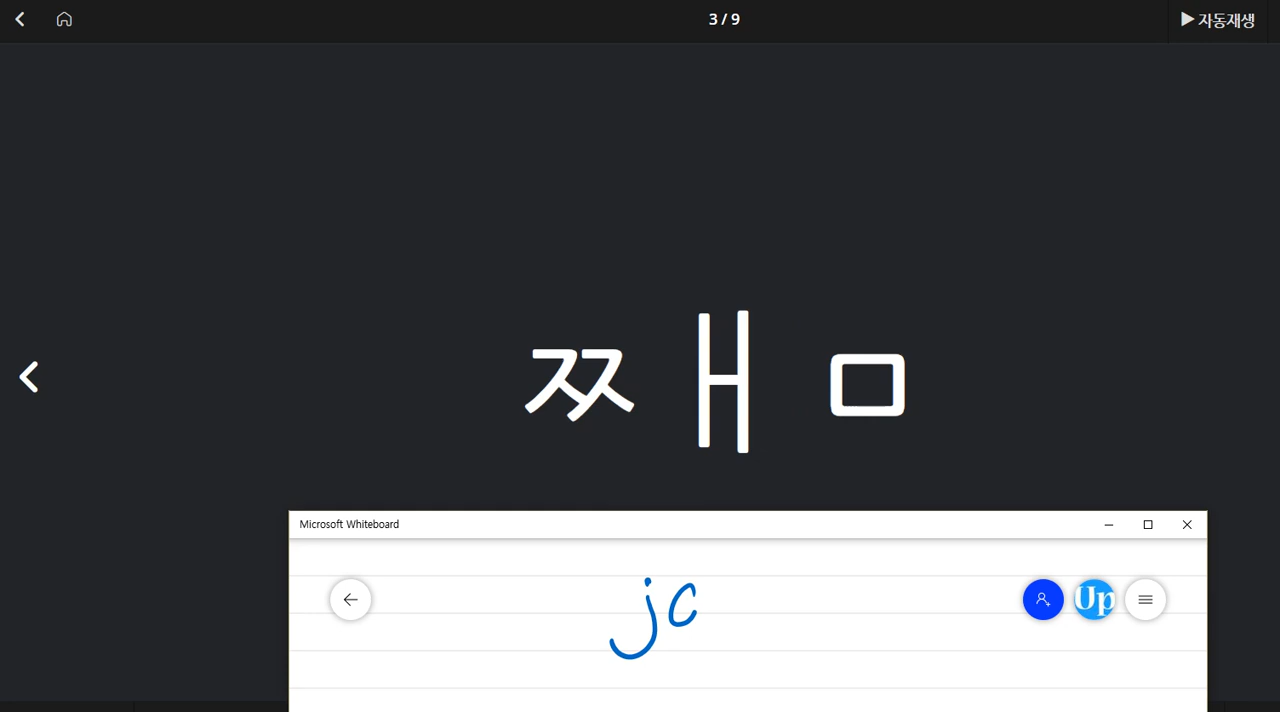 3 / 9
▶ 자동재생
ㅉ ㅐ ㅁ
Microsoft Whiteboard
jc
Up